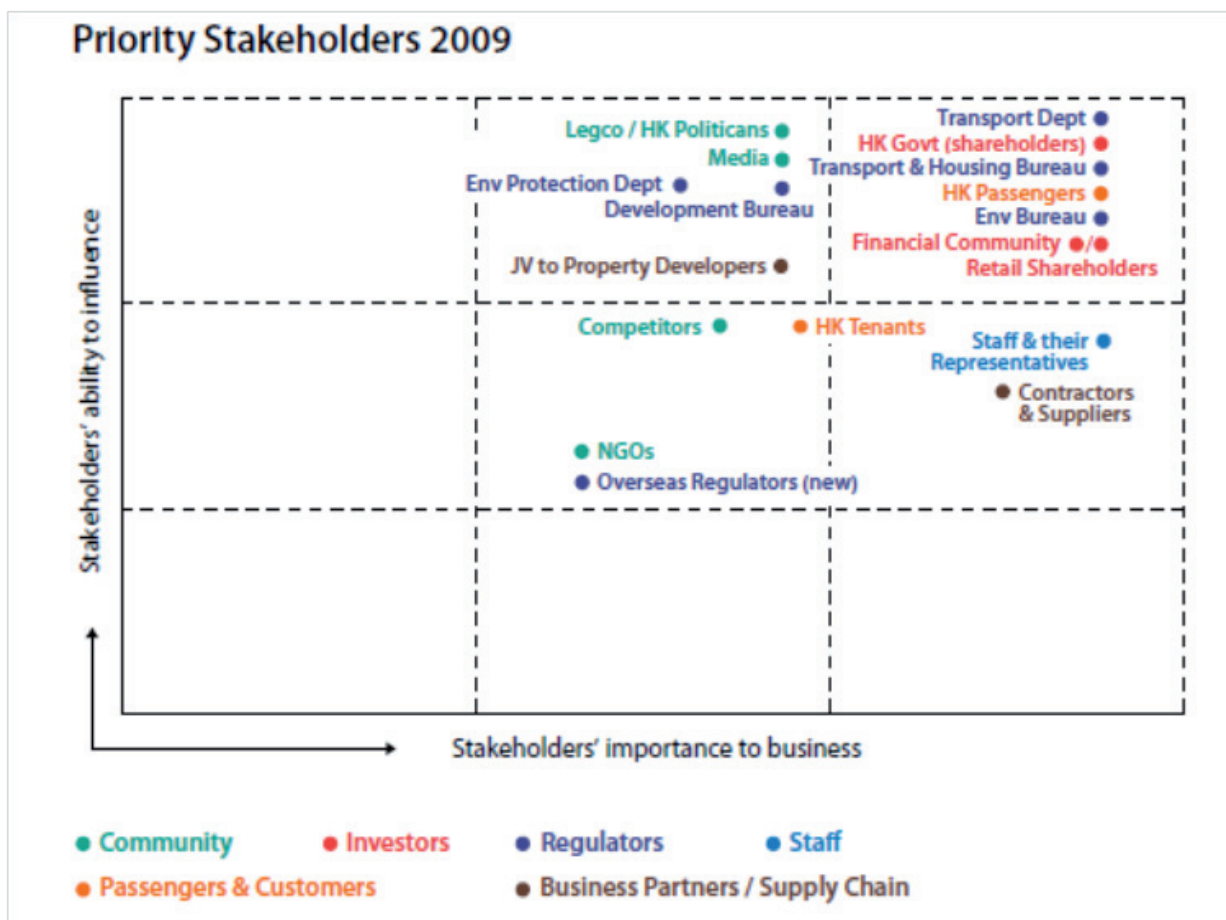 Priority Stakeholders 2009
Legco / HK Politicans
Media
Env Protection Dept
Development Bureau
JV to Property Developers
Transport Dept
HK Govt (shareholders)
Transport & Housing Bureau
HK Passengers
Env Bureau
Financial Community /
Retail Shareholders
Competitors
HK Tenants
Staff & their
Representatives
Contractors
& Suppliers
NGOs
Overseas Regulators (new)
Stakeholders' ability to influence
Stakeholders' importance to business
Community
Investors
Regulators
Staff
Passengers & Customers
Business Partners / Supply Chain